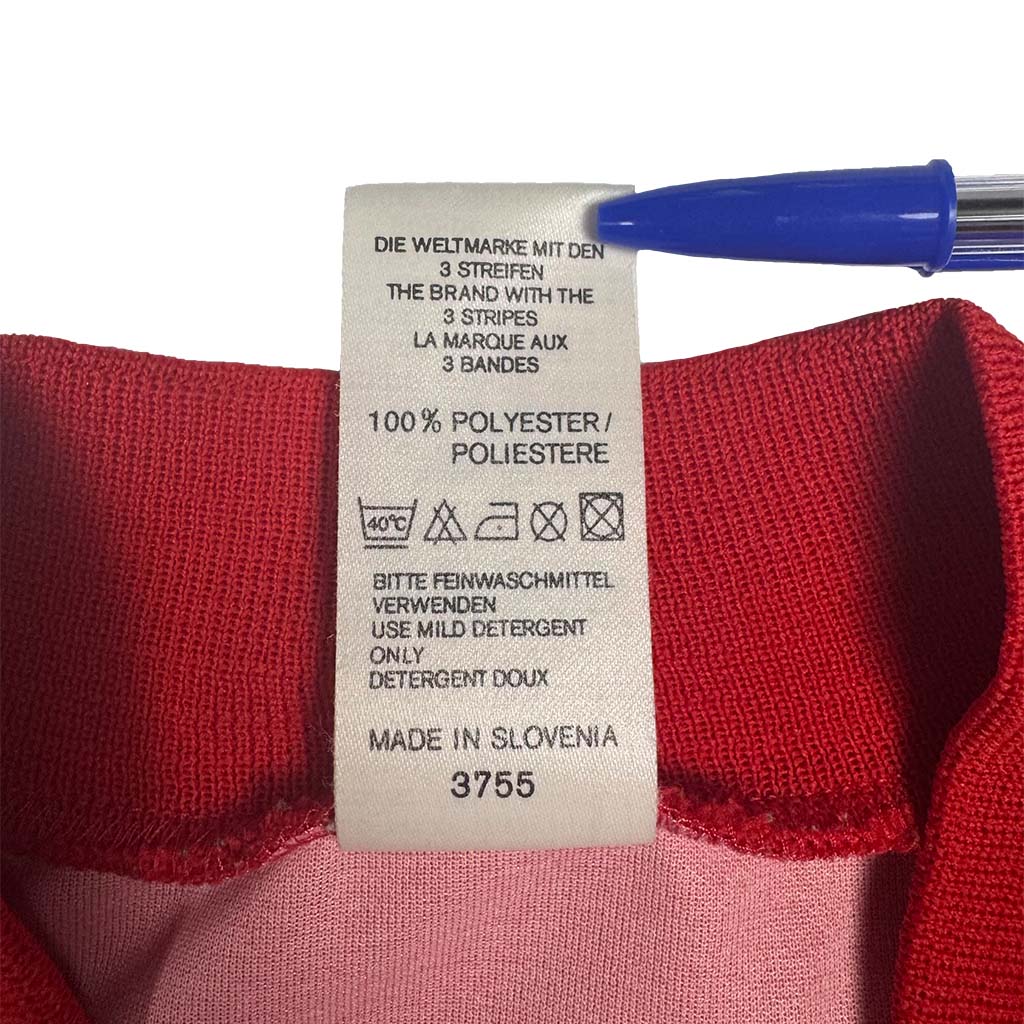 DIE WELTMARKE MIT DEN
3 STREIFEN
THE BRAND WITH THE
3 STRIPES
LA MARQUE AUX
3 BANDES
100% POLYESTER /
POLIESTERE
40°C
BITTE FEINWASCHMITTEL
VERWENDEN
USE MILD DETERGENT
ONLY
DETERGENT DOUX
MADE IN SLOVENIA
3755